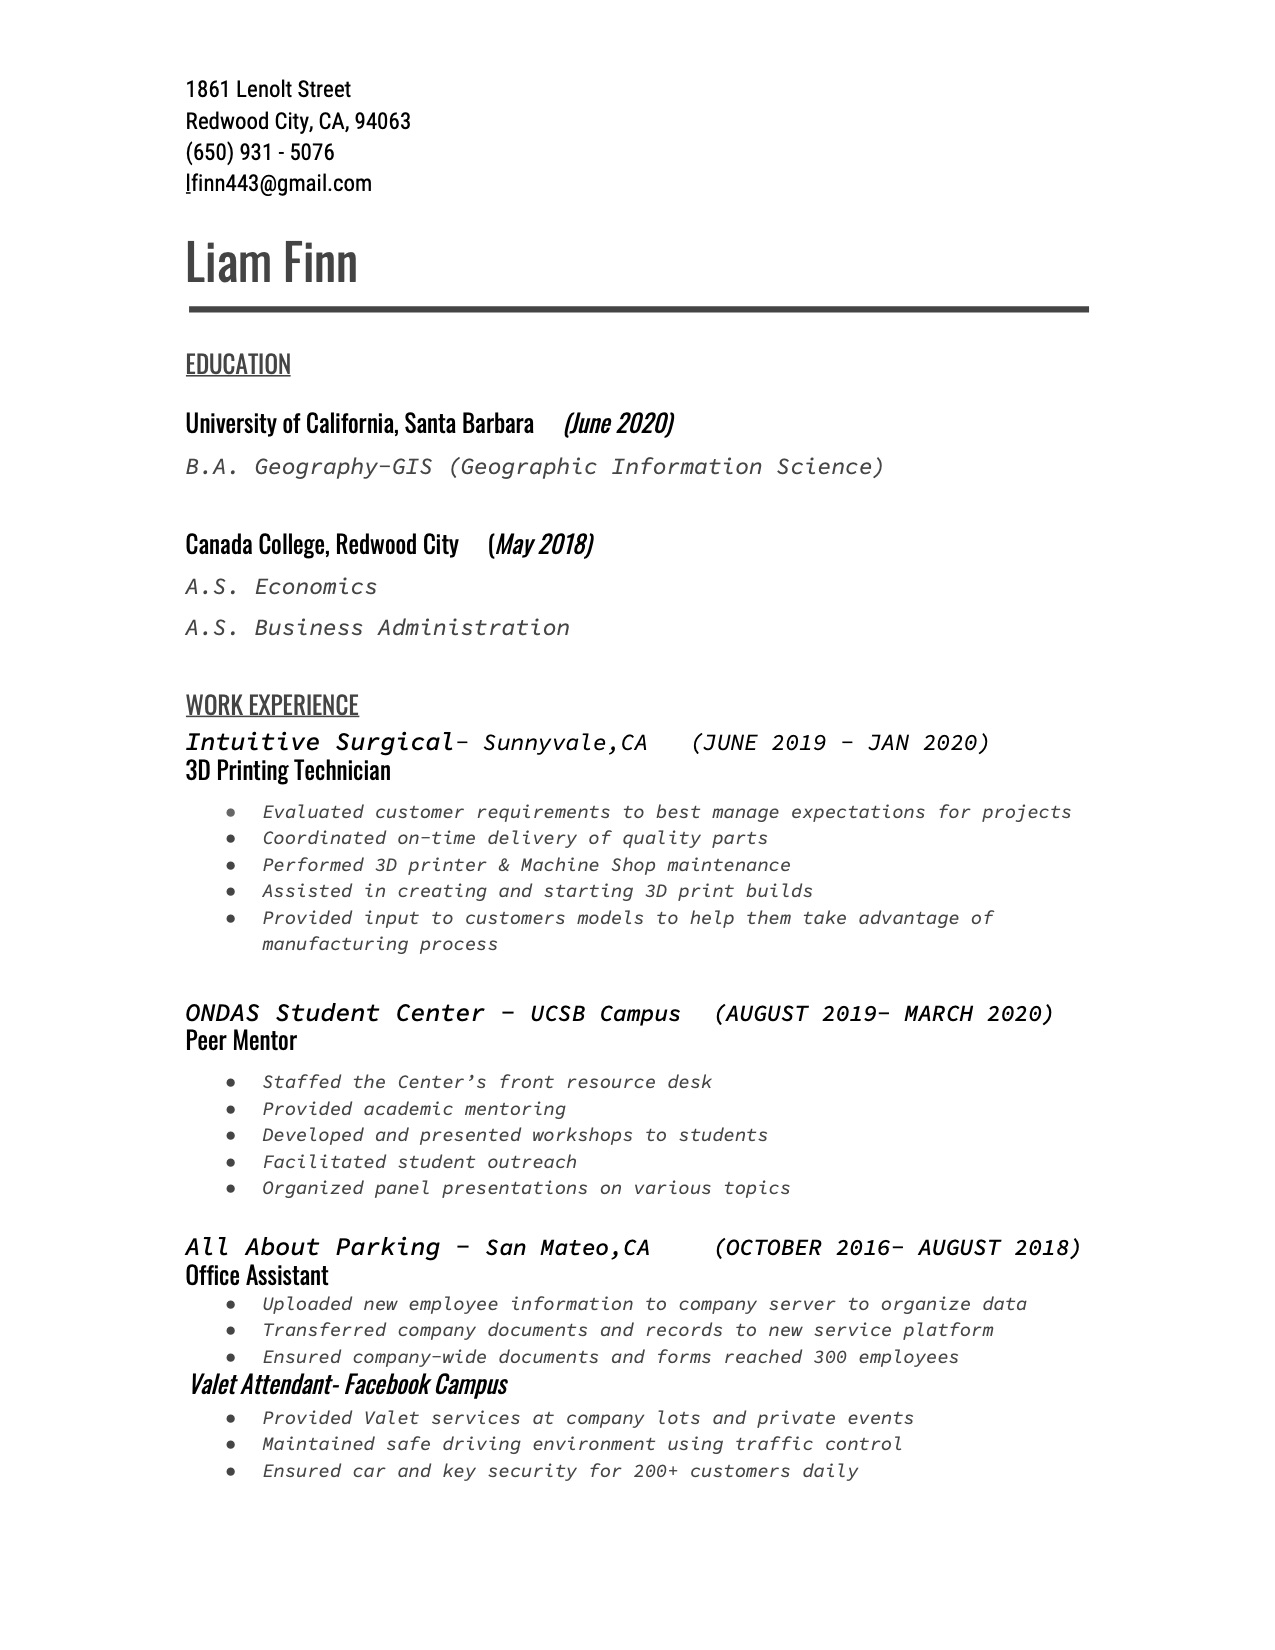 1861 Lenolt Street
Redwood City, CA, 94063
(650) 931 - 5076
lfinn443@gmail.com
Liam Finn
EDUCATION
University of California, Santa Barbara (June 2020)
B.A. Geography-GIS (Geographic Information Science)
Canada College, Redwood City (May 2018)
A.S. Economics
A.S. Business Administration
WORK EXPERIENCE
Intuitive Surgical- Sunnyvale,CA (JUNE 2019 - JAN 2020)
3D Printing Technician
● Evaluated customer requirements to best manage expectations for projects
● Coordinated on-time delivery of quality parts
● Performed 3D printer & Machine Shop maintenance
● Assisted in creating and starting 3D print builds
● Provided input to customers models to help them take advantage of
manufacturing process
ONDAS Student Center - UCSB Campus (AUGUST 2019- MARCH 2020)
Peer Mentor
● Staffed the Center’s front resource desk
● Provided academic mentoring
● Developed and presented workshops to students
● Facilitated student outreach
● Organized panel presentations on various topics
All About Parking - San Mateo,CA (OCTOBER 2016- AUGUST 2018)
Office Assistant
● Uploaded new employee information to company server to organize data
● Transferred company documents and records to new service platform
● Ensured company-wide documents and forms reached 300 employees
Valet Attendant- Facebook Campus
● Provided Valet services at company lots and private events
● Maintained safe driving environment using traffic control
● Ensured car and key security for 200+ customers daily